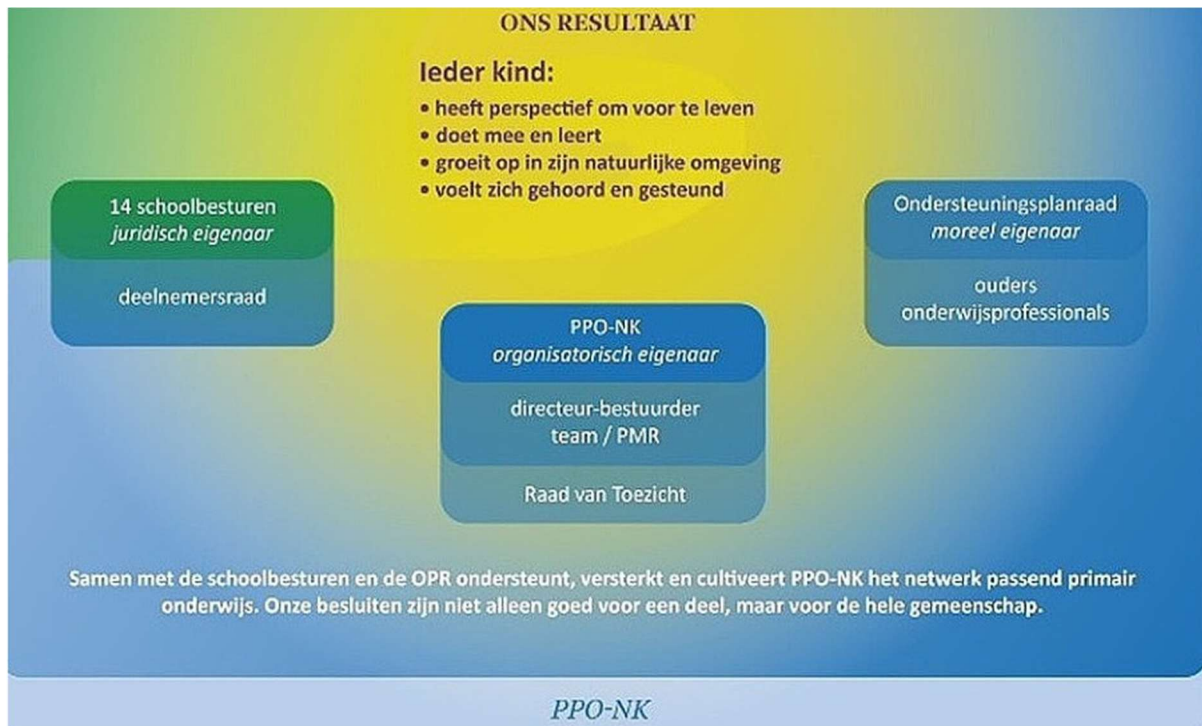 ONS RESULTAAT
Ieder kind:
• heeft perspectief om voor te leven
• doet mee en leert
• groeit op in zijn natuurlijke omgeving
• voelt zich gehoord en gesteund
14 schoolbesturen
juridisch eigenaar
deelnemersraad
PPO-NK
organisatorisch eigenaar
directeur-bestuurder
team / PMR
Raad van Toezicht
Ondersteuningsplanraad
moreel eigenaar
ouders
onderwijsprofessionals
Samen met de schoolbesturen en de OPR ondersteunt, versterkt en cultiveert PPO-NK het netwerk passend primair
onderwijs. Onze besluiten zijn niet alleen goed voor een deel, maar voor de hele gemeenschap.
PPO-NK